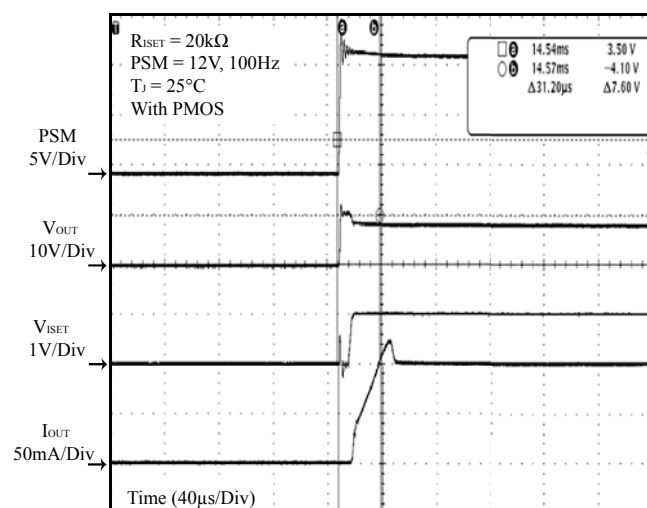 RISET = 20kΩ
PSM = 12V, 100Hz
TJ = 25°C
With PMOS
a b
a 14.54ms 3.50 V
b 14.57ms −4.10 V
Δ31.20µs Δ7.60 V
PSM
5V/Div
VOUT
10V/Div
VISET
1V/Div
IOUT
50mA/Div
Time (40µs/Div)